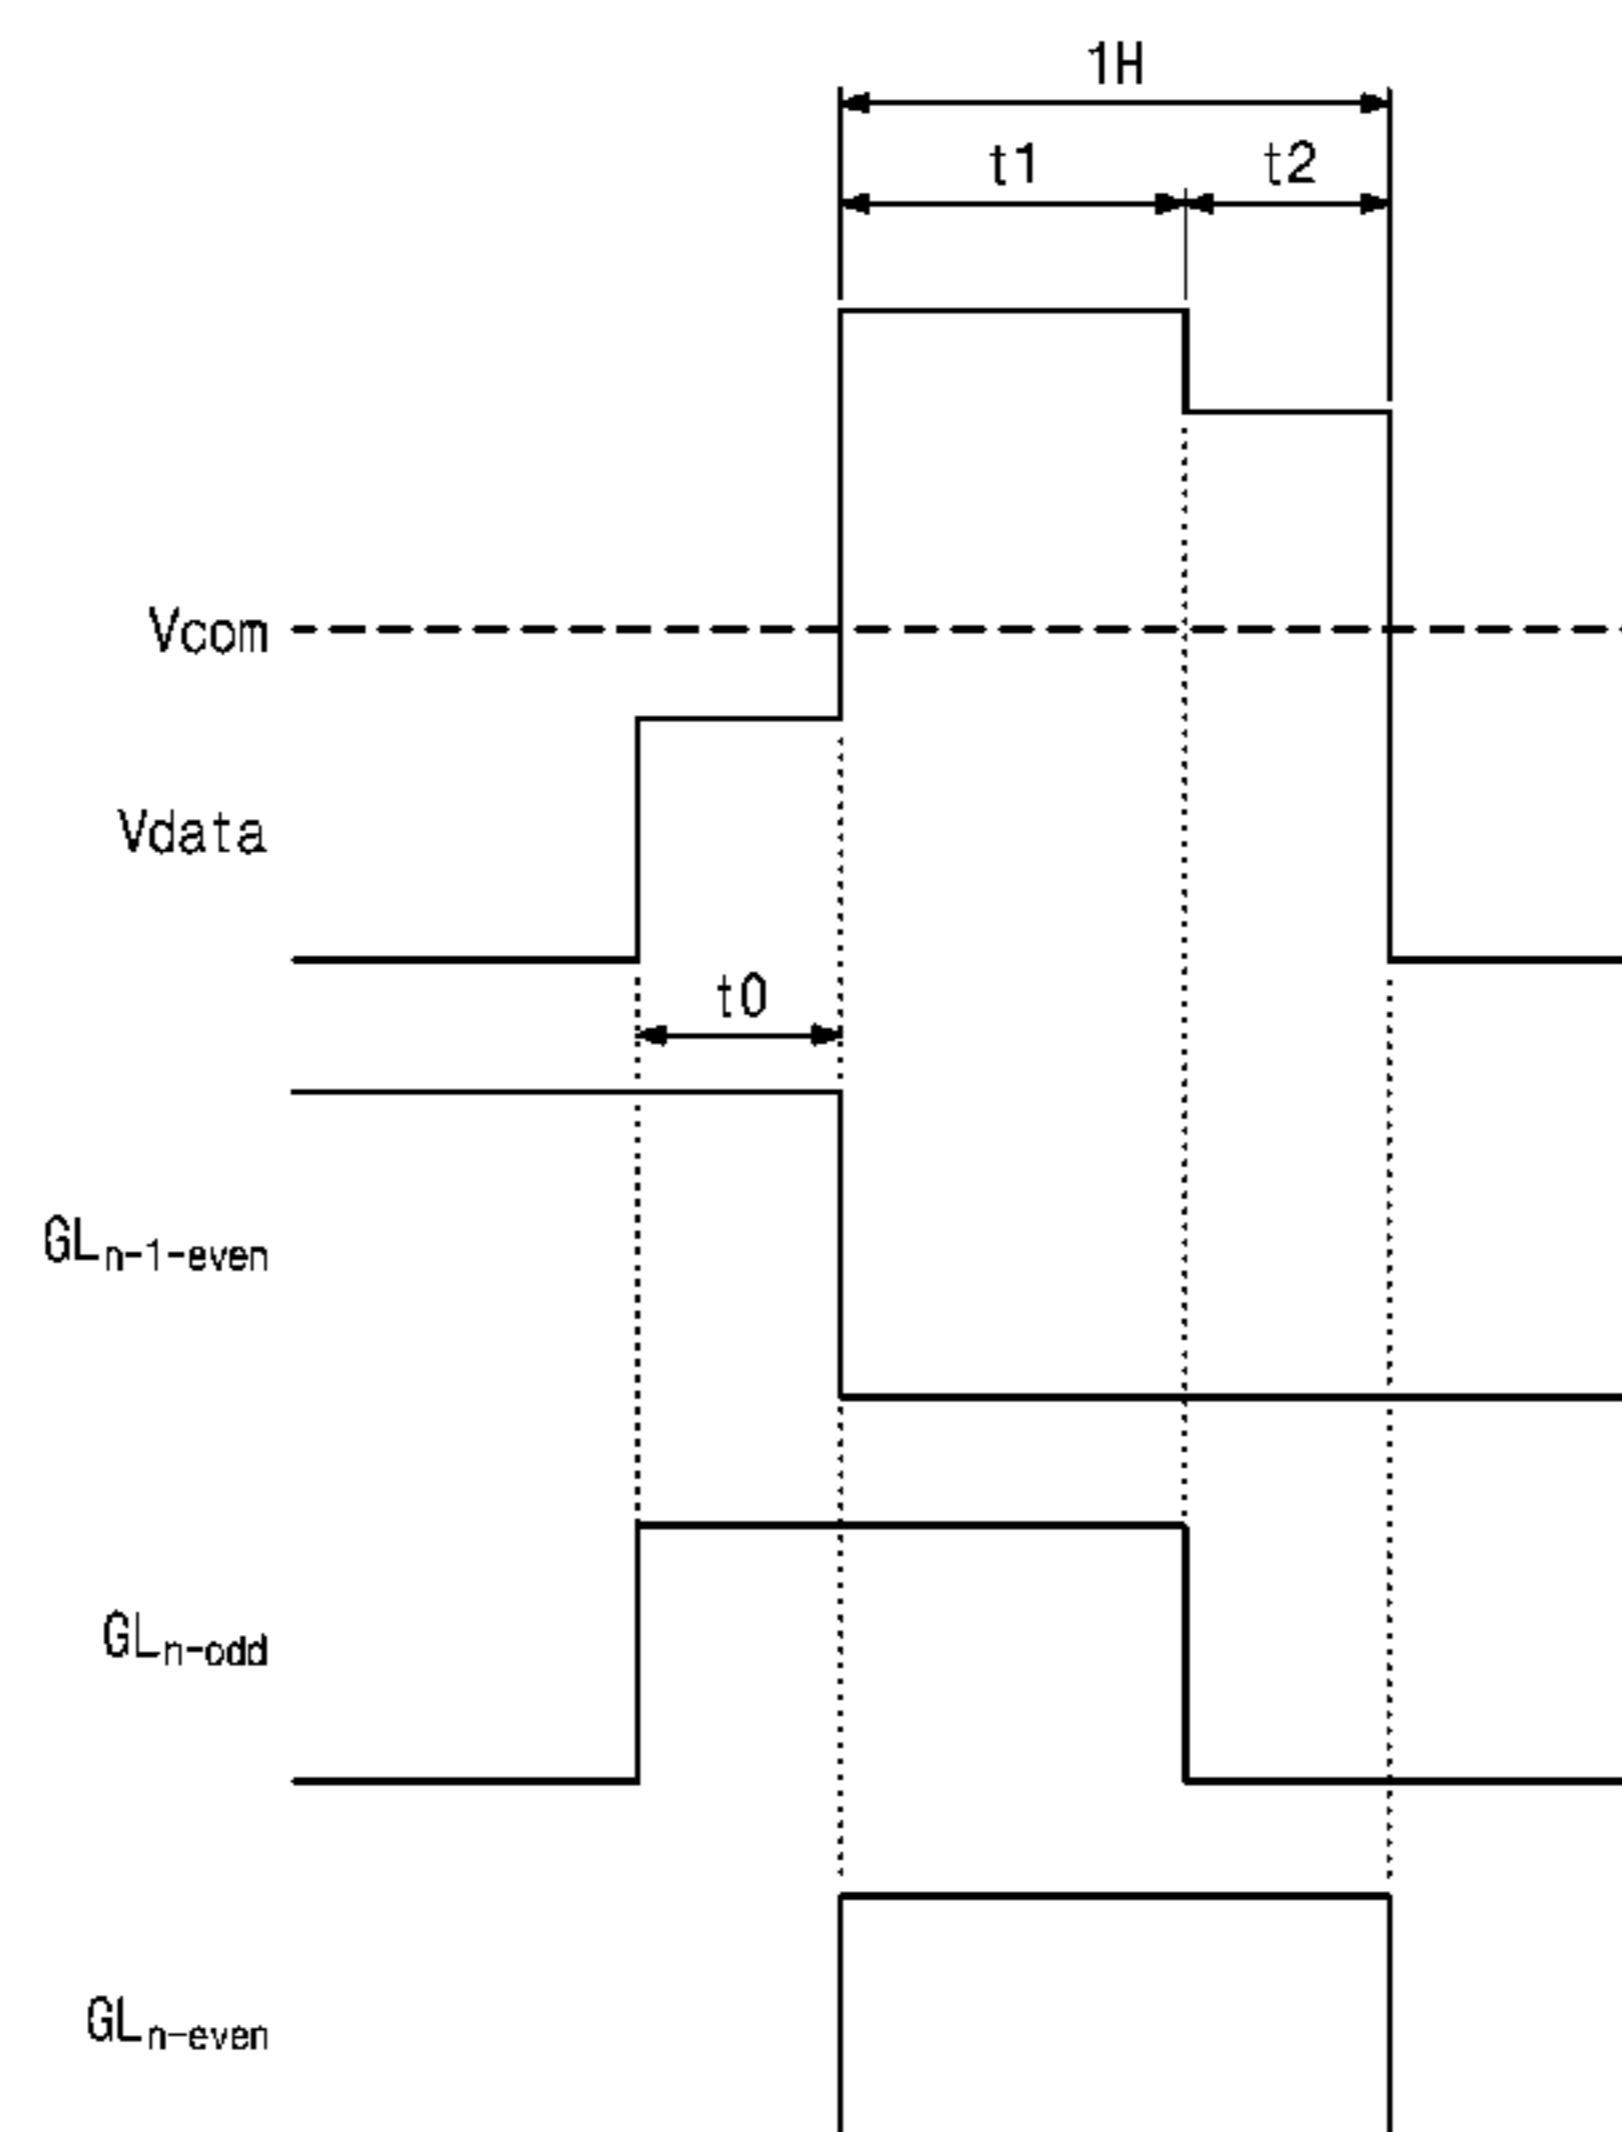 1H
t1 t2
Vcom
Vdata
t0
GLn-1-even
GLn-odd
GLn-even